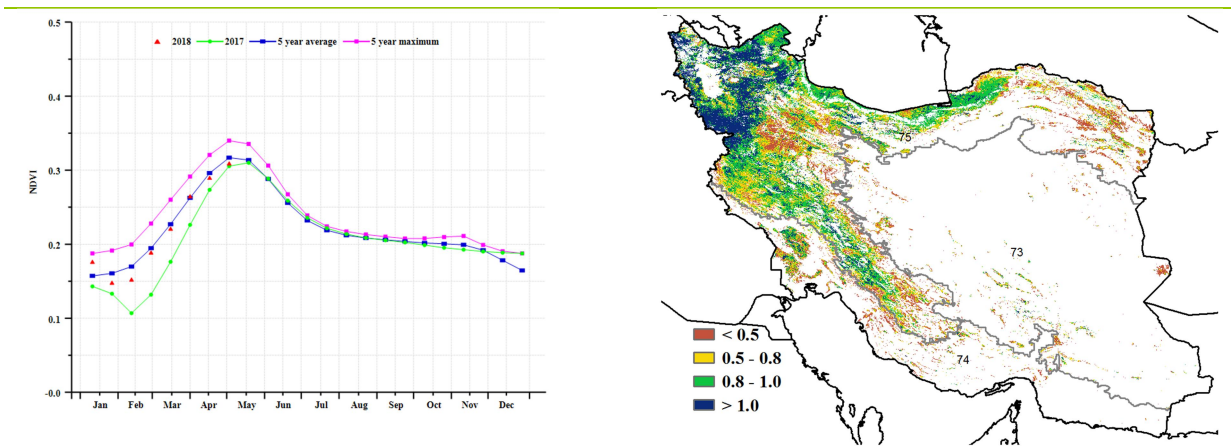 0.5
2018 2017 5 year average 5 year maximum
0.4
0.3
NDVI
0.2
0.1
-0.0
Jan Feb Mar Apr May Jun Jul Aug Sep Oct Nov Dec
75
73
74
< 0.5
0.5 - 0.8
0.8 - 1.0
> 1.0